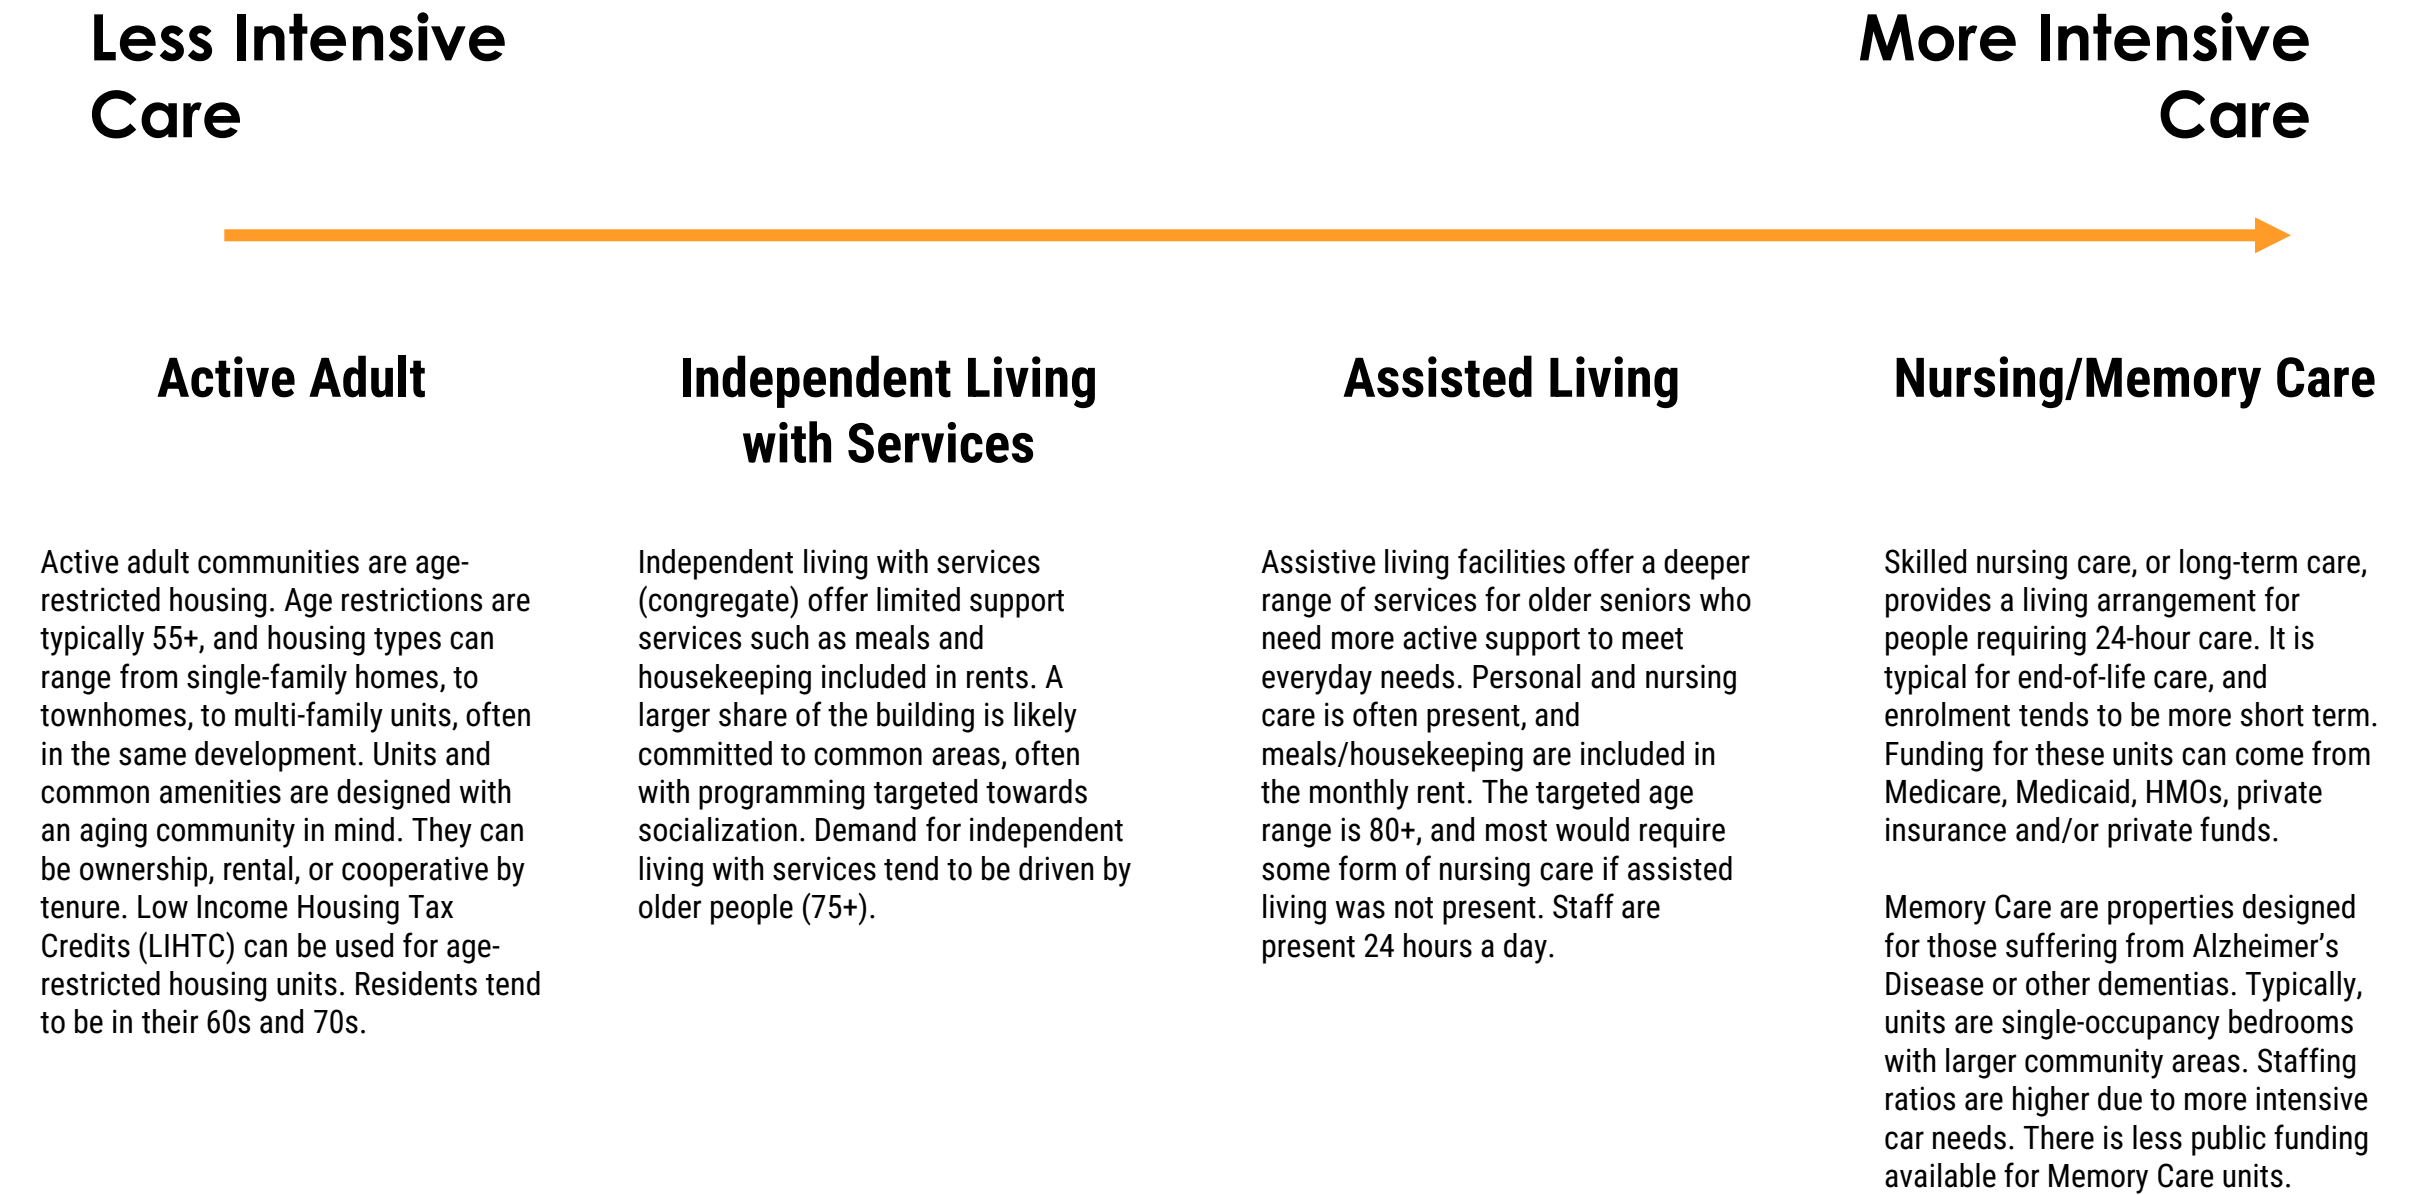 Less Intensive
Care
More Intensive
Care
Active Adult
Active adult communities are age-
restricted housing. Age restrictions are
typically 55+, and housing types can
range from single-family homes, to
townhomes, to multi-family units, often
in the same development. Units and
common amenities are designed with
an aging community in mind. They can
be ownership, rental, or cooperative by
tenure. Low Income Housing Tax
Credits (LIHTC) can be used for age-
restricted housing units. Residents tend
to be in their 60s and 70s.
Independent Living
with Services
Independent living with services
(congregate) offer limited support
services such as meals and
housekeeping included in rents. A
larger share of the building is likely
committed to common areas, often
with programming targeted towards
socialization. Demand for independent
living with services tend to be driven by
older people (75+).
Assisted Living
Assistive living facilities offer a deeper
range of services for older seniors who
need more active support to meet
everyday needs. Personal and nursing
care is often present, and
meals/housekeeping are included in
the monthly rent. The targeted age
range is 80+, and most would require
some form of nursing care if assisted
living was not present. Staff are
present 24 hours a day.
Nursing/Memory Care
Skilled nursing care, or long-term care,
provides a living arrangement for
people requiring 24-hour care. It is
typical for end-of-life care, and
enrolment tends to be more short term.
Funding for these units can come from
Medicare, Medicaid, HMOs, private
insurance and/or private funds.
Memory Care are properties designed
for those suffering from Alzheimer’s
Disease or other dementias. Typically,
units are single-occupancy bedrooms
with larger community areas. Staffing
ratios are higher due to more intensive
car needs. There is less public funding
available for Memory Care units.